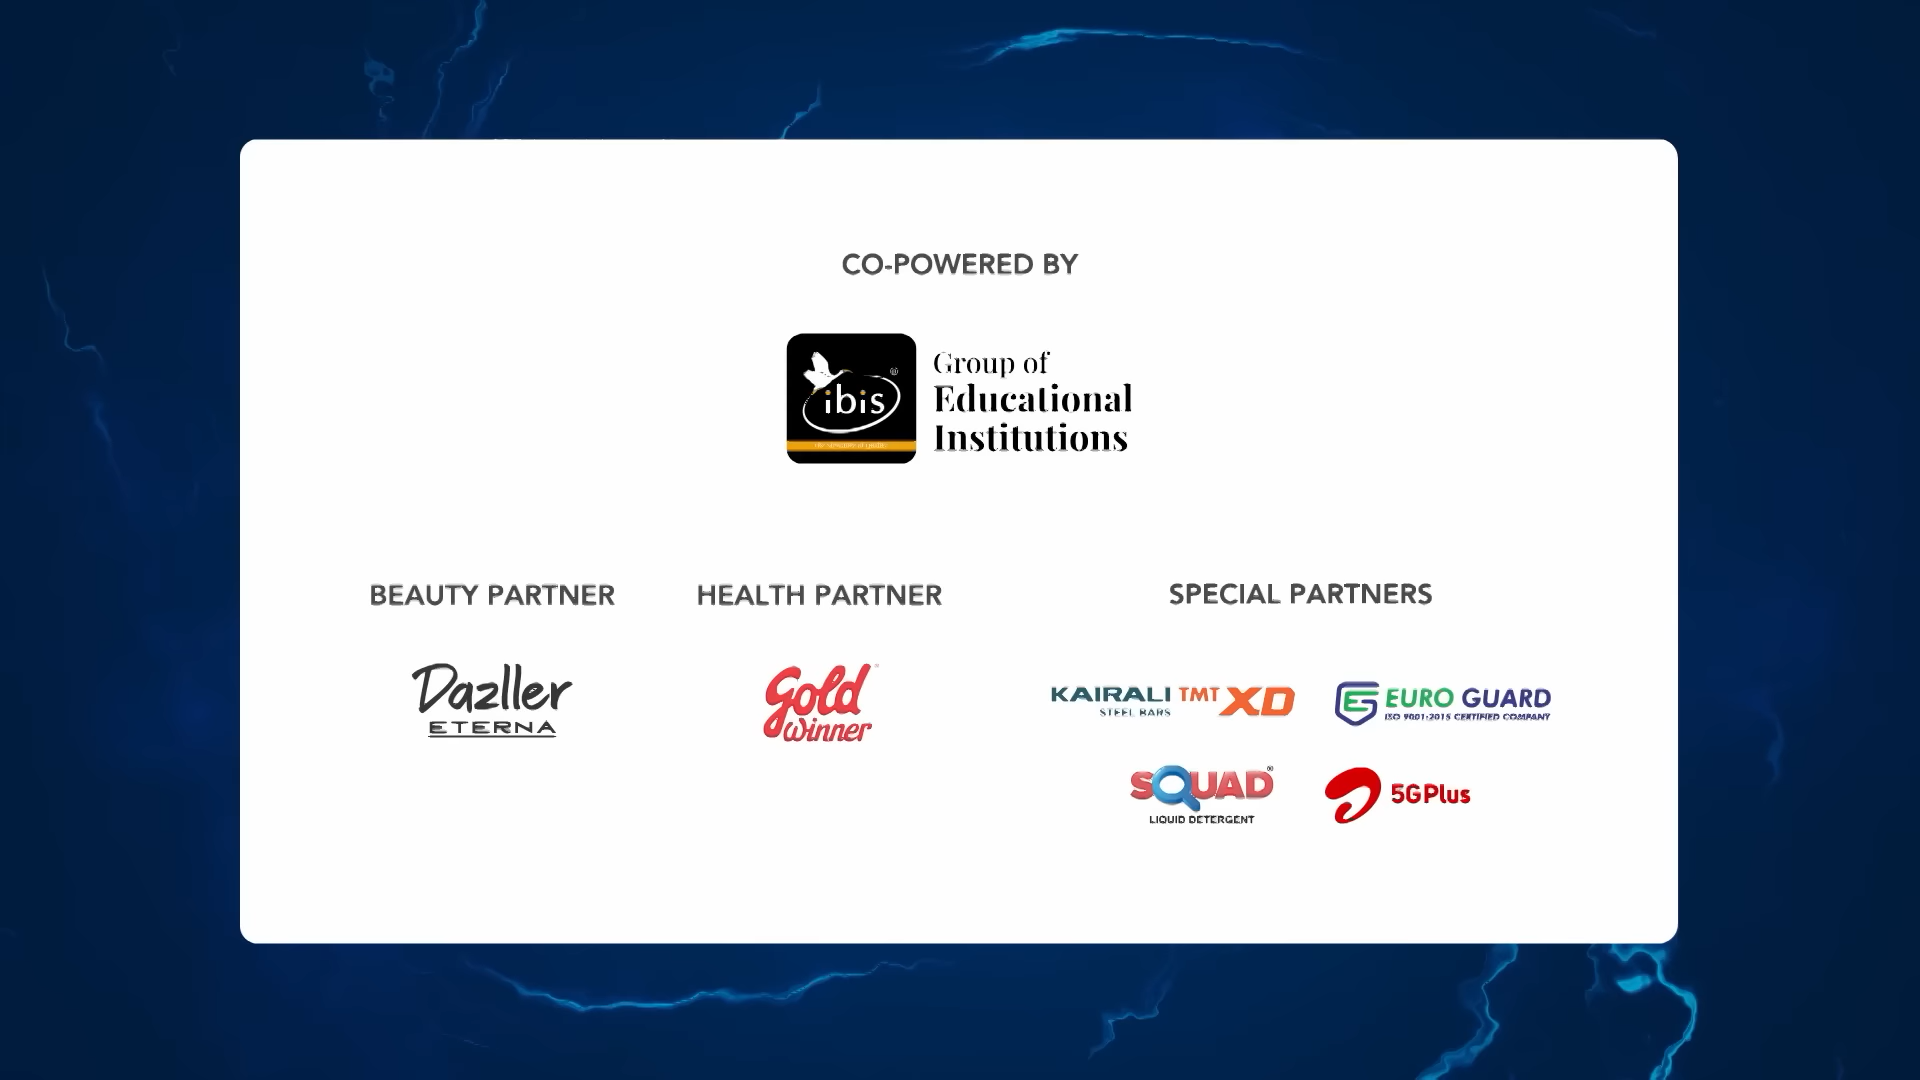 CO-POWERED BY
ibis®
Group of
Educational
Institutions
BEAUTY PARTNER
HEALTH PARTNER
SPECIAL PARTNERS
Dazller
ETERNA
Gold
Winner
KAIRALI TMT XD
STEEL BARS
EURO GUARD
ISO 9001:2015 CERTIFIED COMPANY
SQUAD®
LIQUID DETERGENT
5G Plus